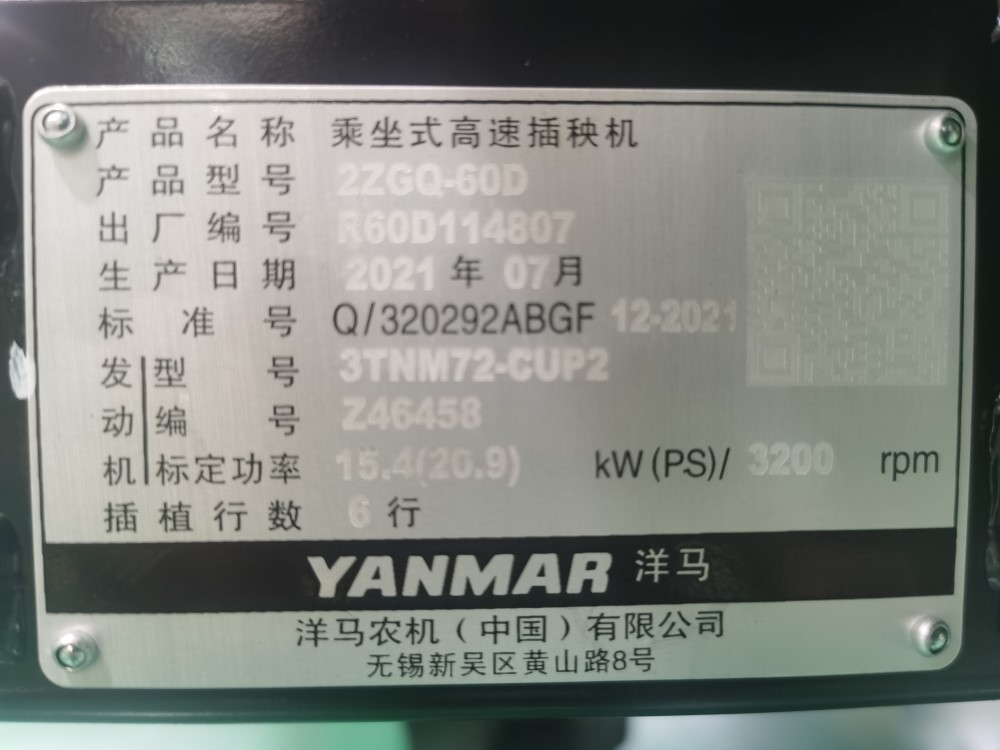 产品名称 乘坐式高速插秧机
产品型号 2ZGQ-60D
出厂编号 R60D114807
生产日期 2021 年 07 月
标准号 Q/320292ABGF 12-2021
发 型号 3TNM72-CUP2
动 编号 Z46458
机 标定功率 15.4(20.9) kW(PS)/ 3200 rpm
插植行数 6 行
YANMAR 洋马
洋马农机（中国）有限公司
无锡新吴区黄山路8号